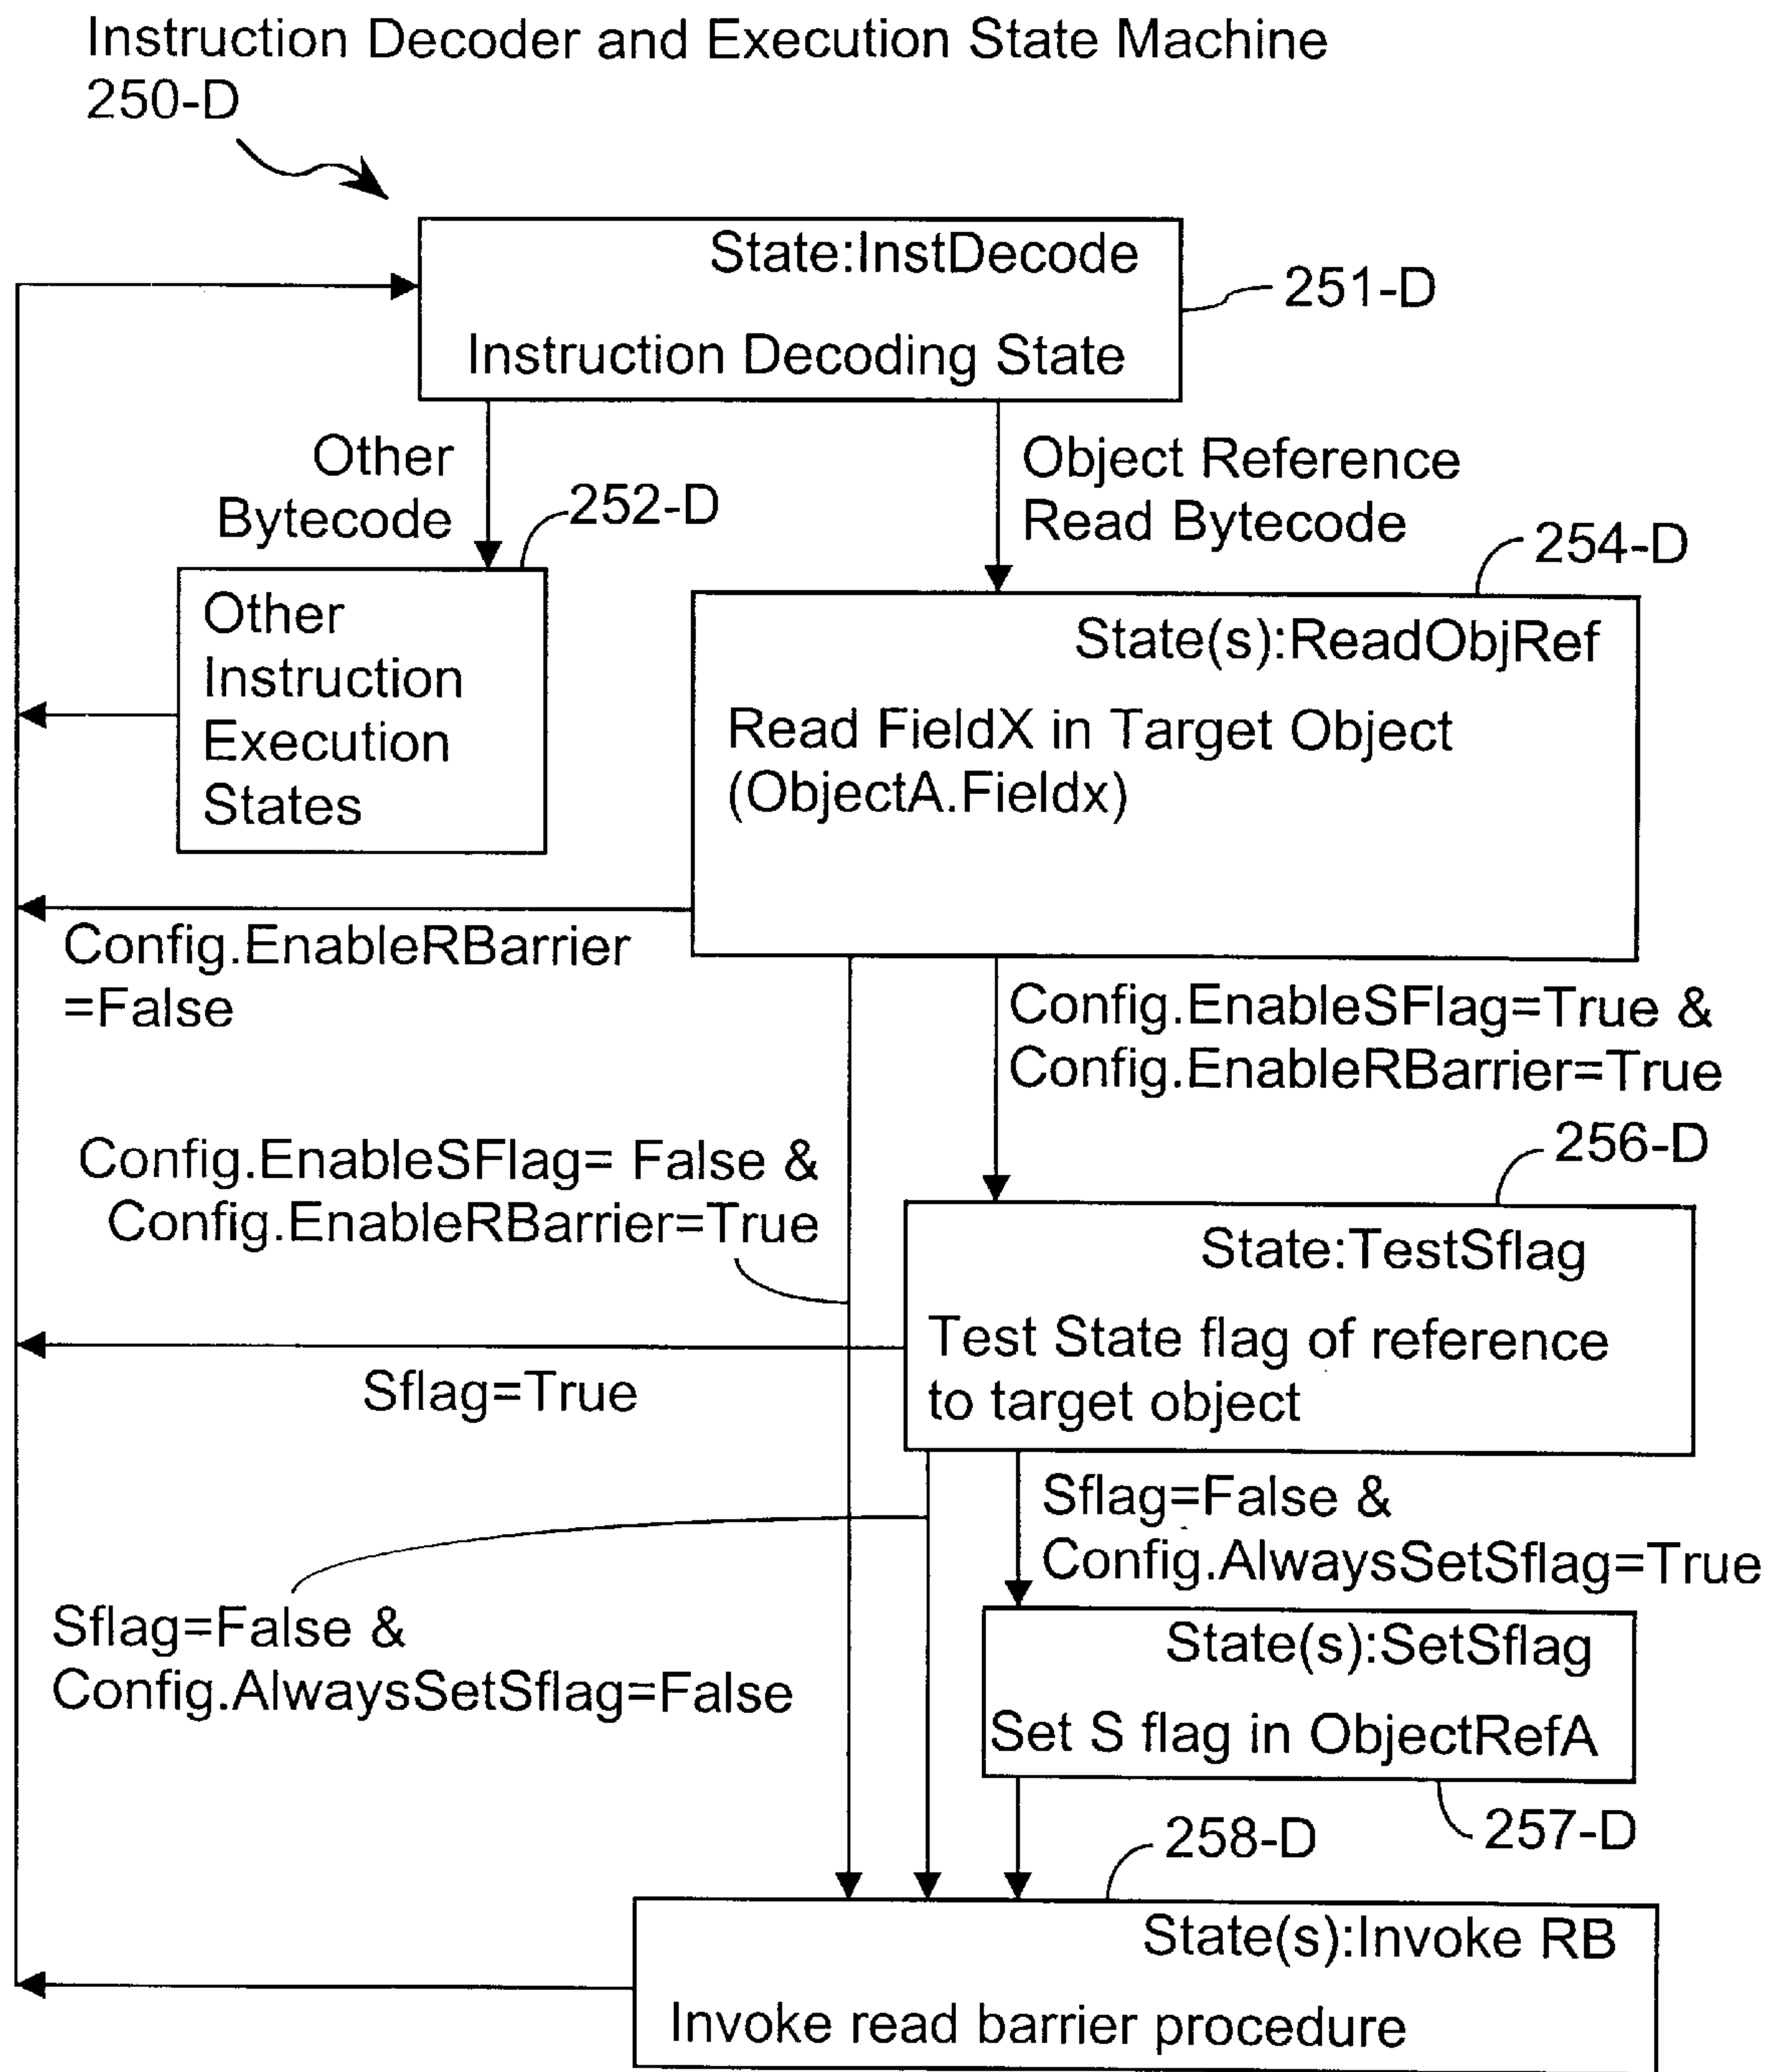 Instruction Decoder and Execution State Machine
250-D
State:InstDecode
251-D
Instruction Decoding State
Other
Bytecode
252-D
Object Reference
Read Bytecode
254-D
Other
Instruction
Execution
States
State(s):ReadObjRef
Read FieldX in Target Object
(ObjectA.Fieldx)
Config.EnableRBarrier
=False
Config.EnableSFlag=True &
Config.EnableRBarrier=True
Config.EnableSFlag= False &
Config.EnableRBarrier=True
256-D
State:TestSflag
Test State flag of reference
to target object
Sflag=True
Sflag=False &
Config.AlwaysSetSflag=True
Sflag=False &
Config.AlwaysSetSflag=False
State(s):SetSflag
Set S flag in ObjectRefA
257-D
258-D
State(s):Invoke RB
Invoke read barrier procedure